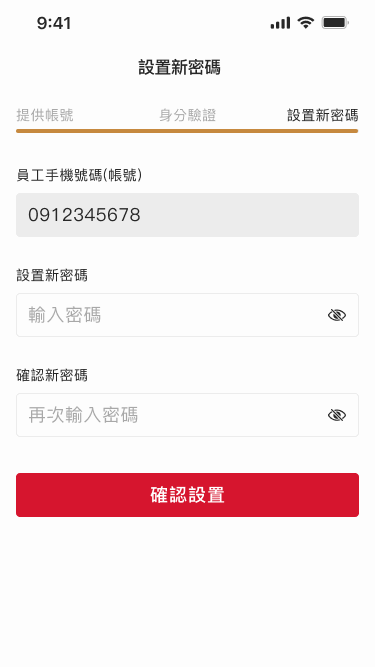 9:41
設置新密碼
提供帳號 身分驗證 設置新密碼
員工手機號碼(帳號)
0912345678
設置新密碼
輸入密碼
確認新密碼
再次輸入密碼
確認設置